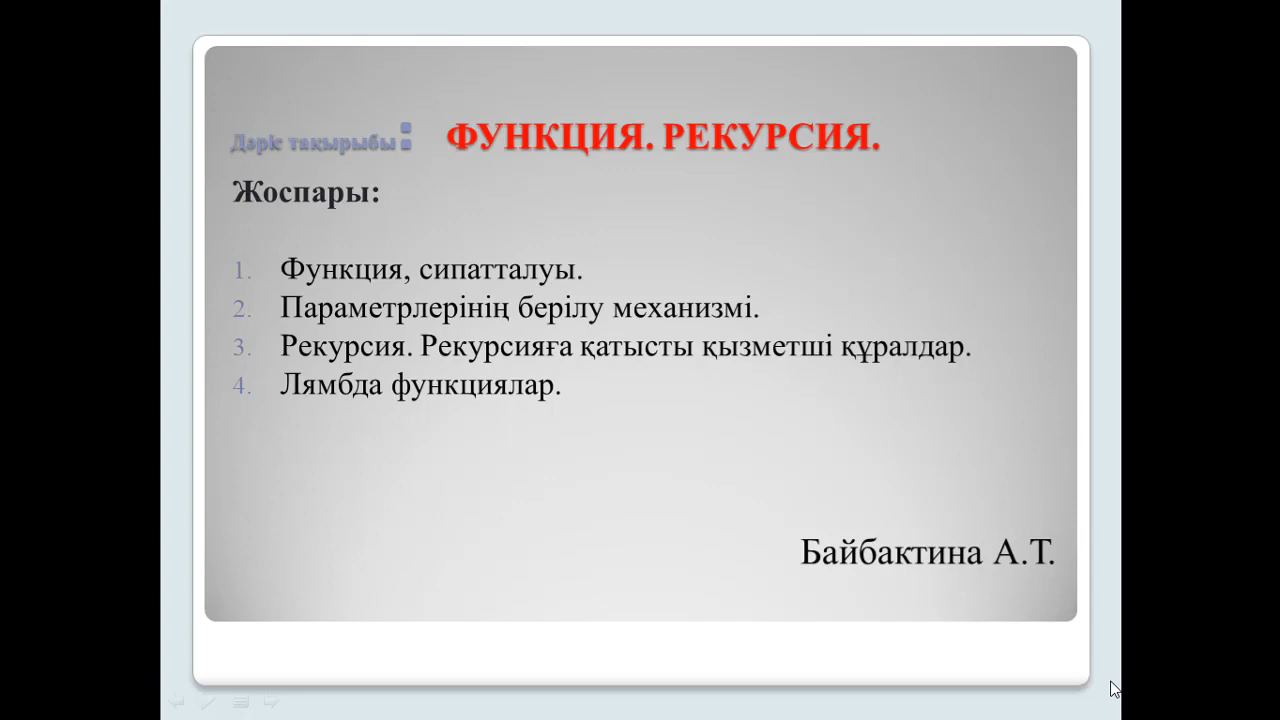 Дәріс тақырыбы: ФУНКЦИЯ. РЕКУРСИЯ.
Жоспары:
1. Функция, сипатталуы.
2. Параметрлерінің берілу механизмі.
3. Рекурсия. Рекурсияға қатысты қызметші құралдар.
4. Лямбда функциялар.
Байбактина А.Т.